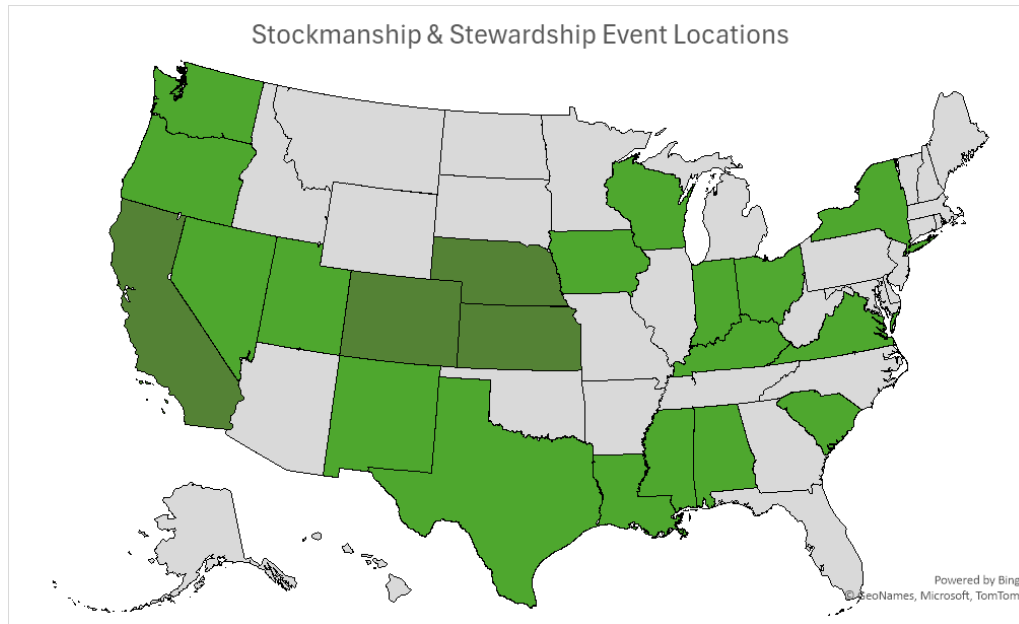 Stockmanship & Stewardship Event Locations
Powered by Bing
© GeoNames, Microsoft, TomTom